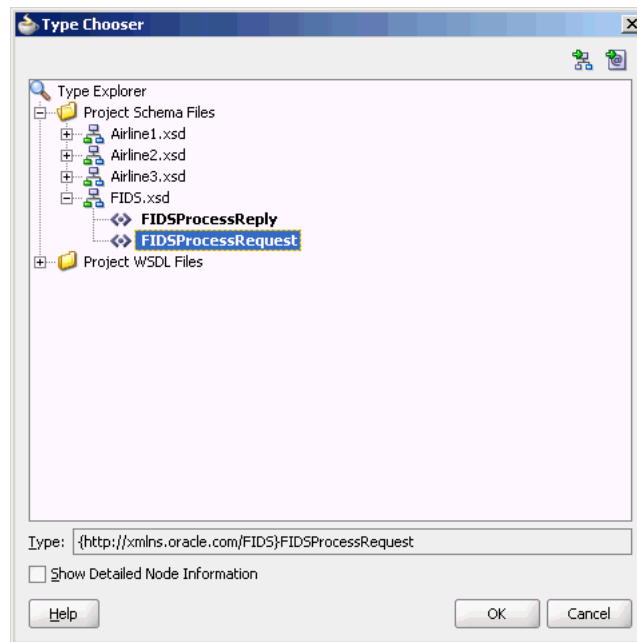 Type Chooser
Type Explorer
Project Schema Files
Airline1.xsd
Airline2.xsd
Airline3.xsd
FIDS.xsd
FIDSProcessReply
FIDSProcessRequest
Project WSDL Files
Type: {http://xmlns.oracle.com/FIDS}FIDSProcessRequest
Show Detailed Node Information
Help OK Cancel